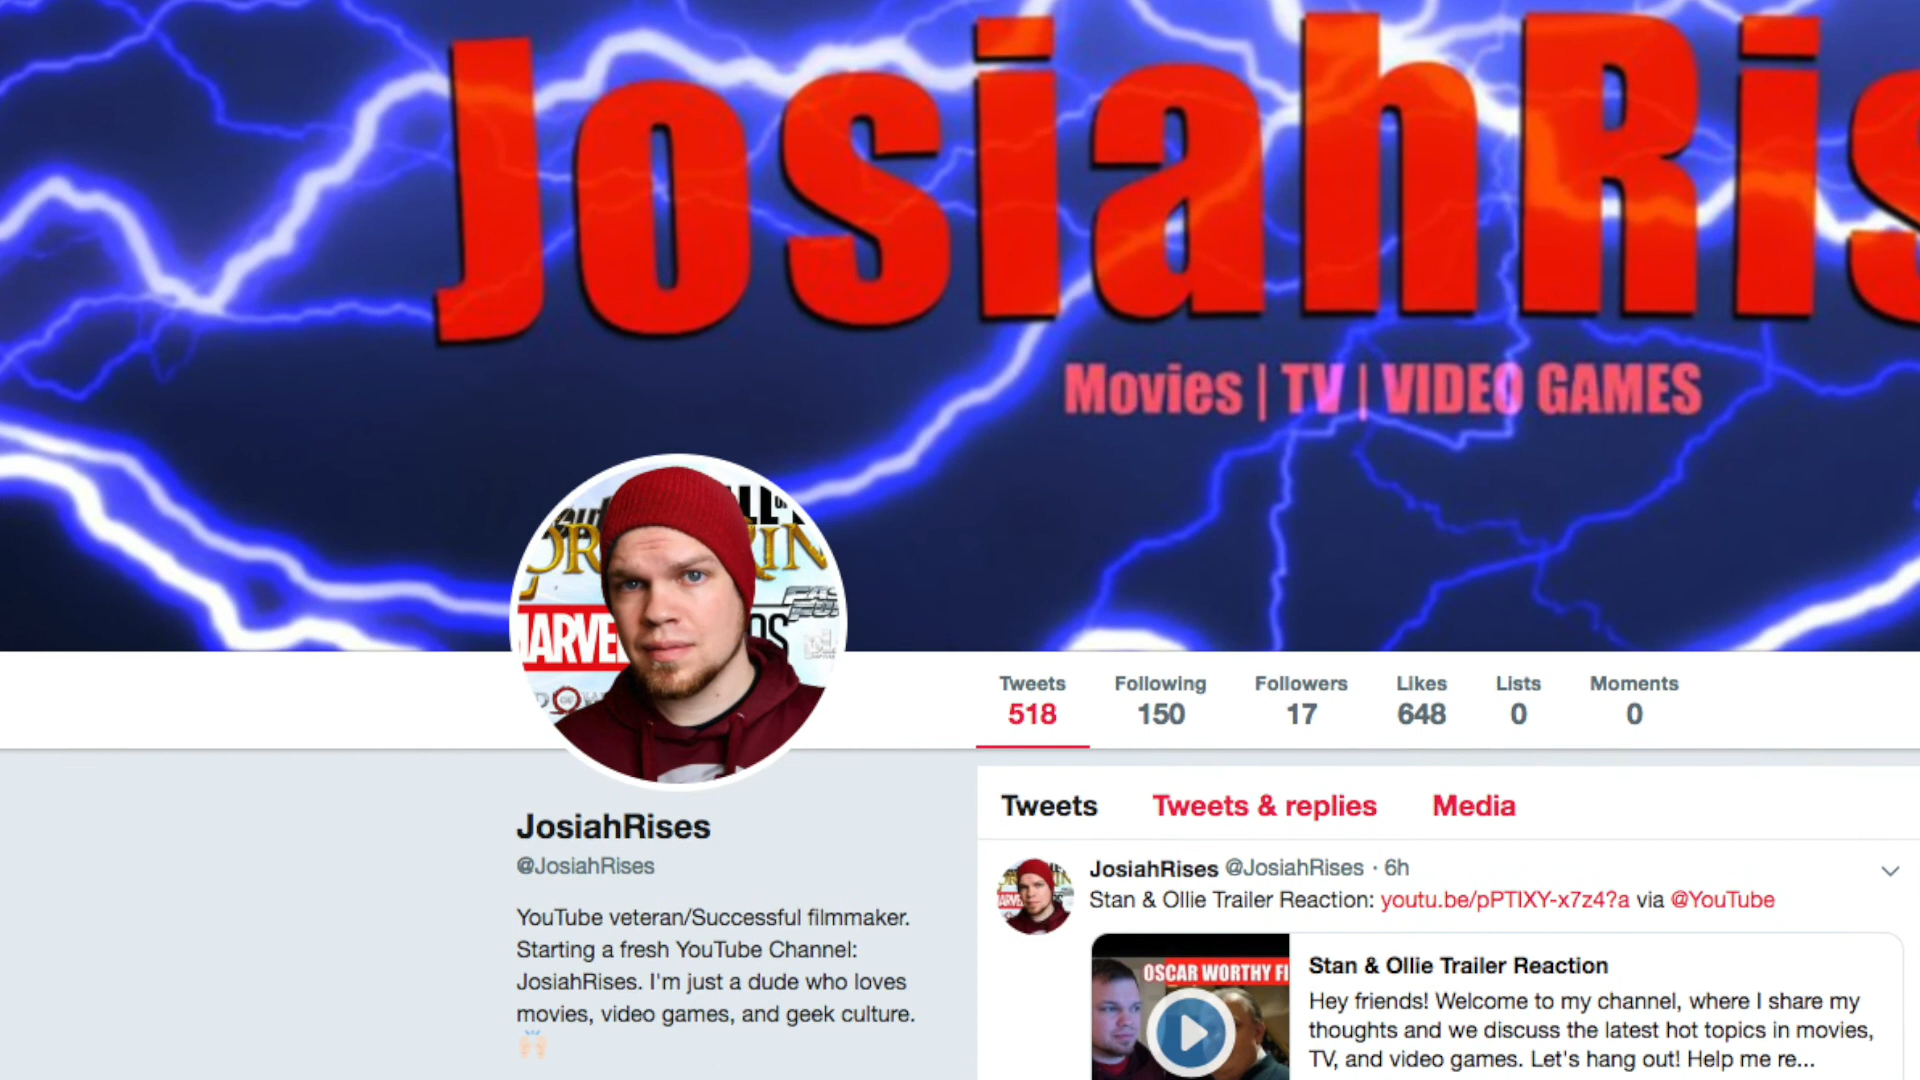 JosiahRis
Movies | TV | VIDEO GAMES
MARVE
Tweets Following Followers Likes Lists Moments
518 150 17 648 0 0
Tweets Tweets & replies Media
JosiahRises
@JosiahRises
YouTube veteran/Successful filmmaker.
Starting a fresh YouTube Channel:
JosiahRises. I'm just a dude who loves
movies, video games, and geek culture.
JosiahRises @JosiahRises · 6h
Stan & Ollie Trailer Reaction: youtu.be/pPTIXY-x7z4?a via @YouTube
OSCAR WORTHY FI
Stan & Ollie Trailer Reaction
Hey friends! Welcome to my channel, where I share my
thoughts and we discuss the latest hot topics in movies,
TV, and video games. Let's hang out! Help me re...